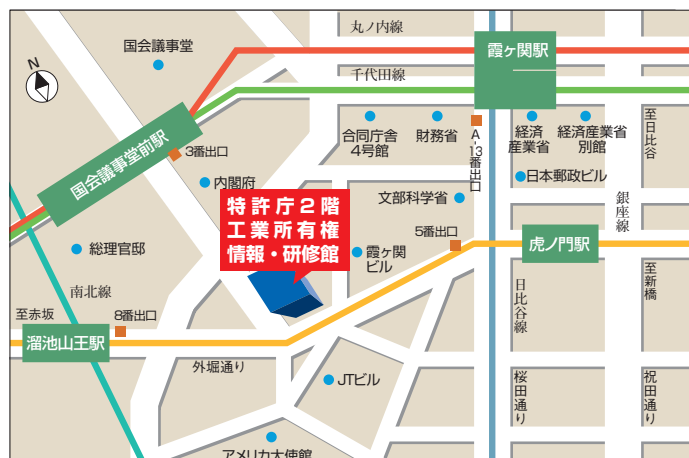 丸ノ内線
国会議事堂
霞ヶ関駅
N
千代田線
合同庁舎
4号館
財務省
A-13番出口
経済
産業省
経済産業省
別館
至日比谷
国会議事堂前駅
3番出口
内閣府
日本郵政ビル
特許庁2階
工業所有権
情報・研修館
文部科学省
銀座線
総理官邸
霞ヶ関
ビル
5番出口
虎ノ門駅
南北線
至赤坂
8番出口
日比谷線
至新橋
溜池山王駅
外堀通り
JTビル
桜田通り
祝田通り
アメリカ大使館